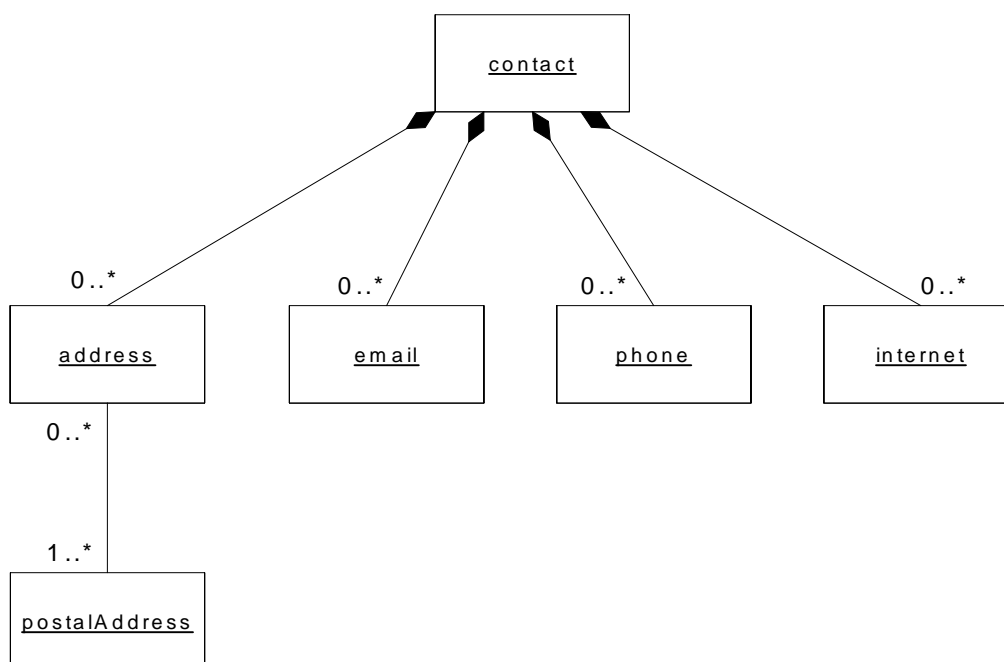 contact
0..*
0..*
0..*
0..*
address
email
phone
internet
0..*
1..*
postalAddress